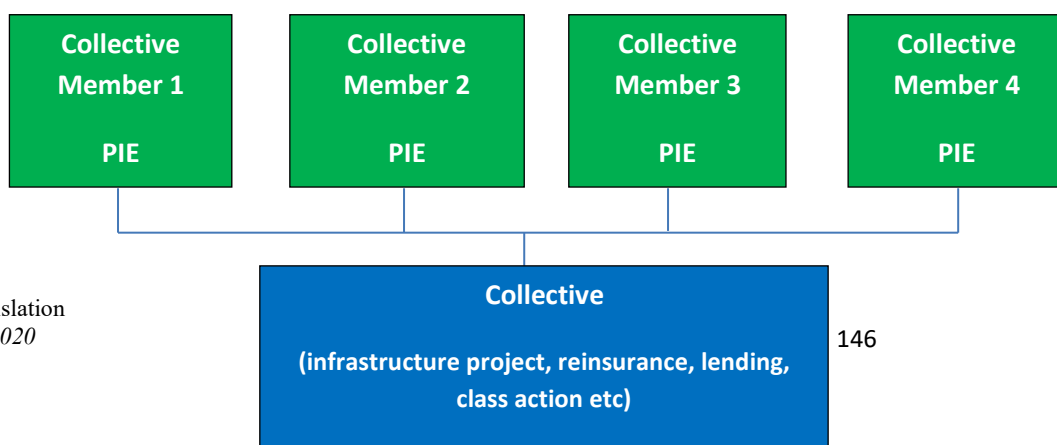 Collective
Member 1
PIE
Collective
Member 2
PIE
Collective
Member 3
PIE
Collective
Member 4
PIE
Collective
(infrastructure project, reinsurance, lending,
class action etc)
slation
020
146